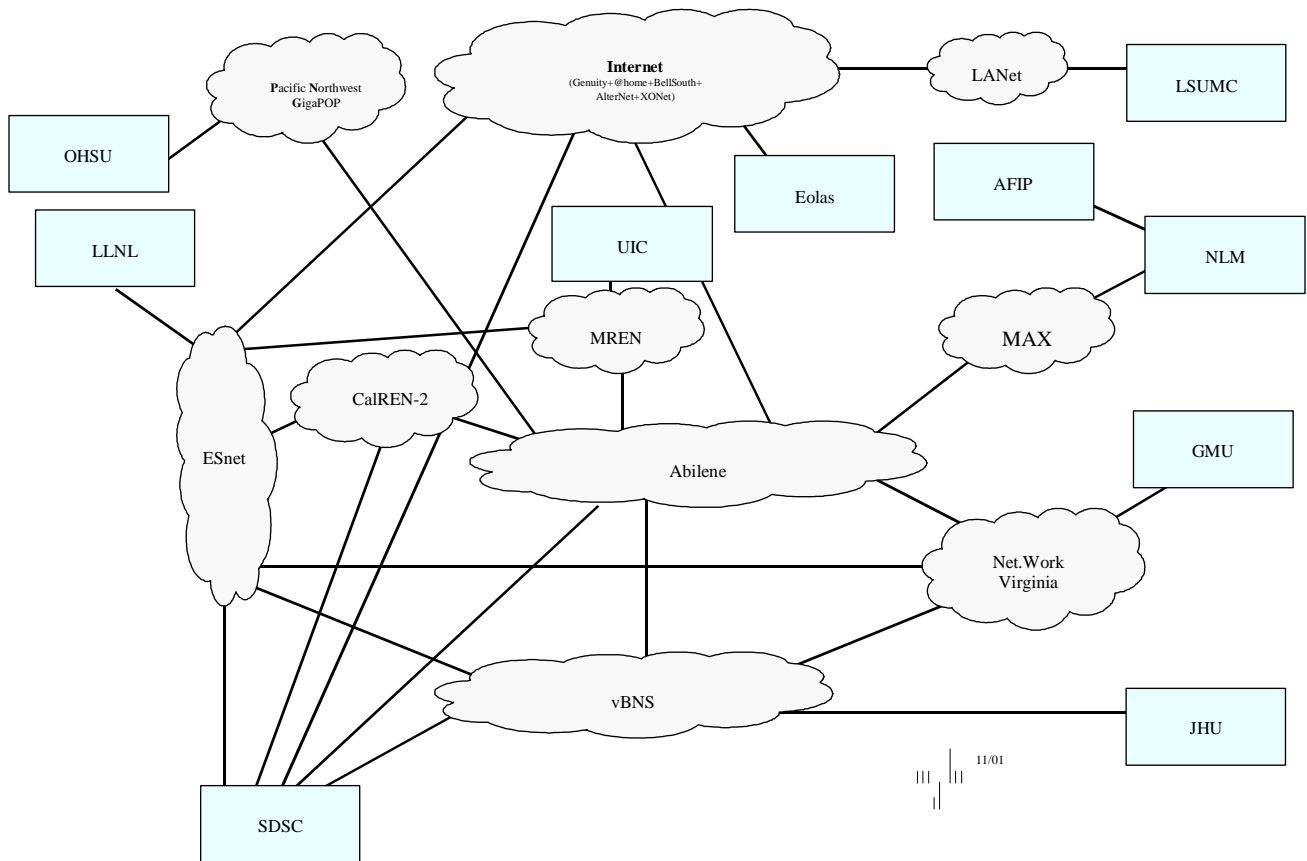 Pacific Northwest
GigaPOP
Internet
(Genuity+@home+BellSouth+
AlterNet+XONet)
LANet
LSUMC
OHSU
Eolas
AFIP
LLNL
UIC
NLM
MREN
MAX
CalREN-2
ESnet
Abilene
GMU
Net.Work
Virginia
vBNS
JHU
11/01
SDSC